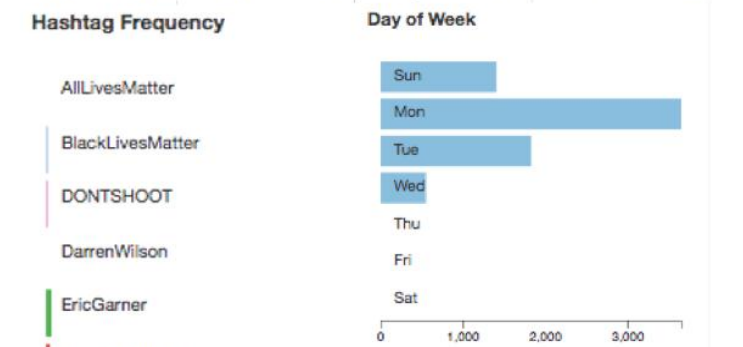 Hashtag Frequency
AllLivesMatter
BlackLivesMatter
DONTSHOOT
DarrenWilson
EricGarner
Day of Week
Sun
Mon
Tue
Wed
Thu
Fri
Sat
0 1,000 2,000 3,000